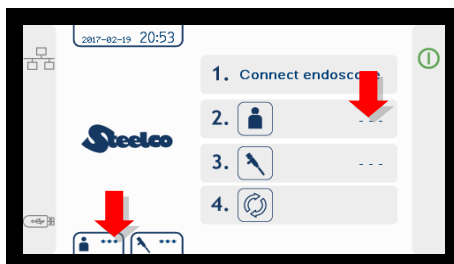 2017-02-19 20:53
1. Connect endoscope
2. ---
Steelco
3. ---
4.
*** ***